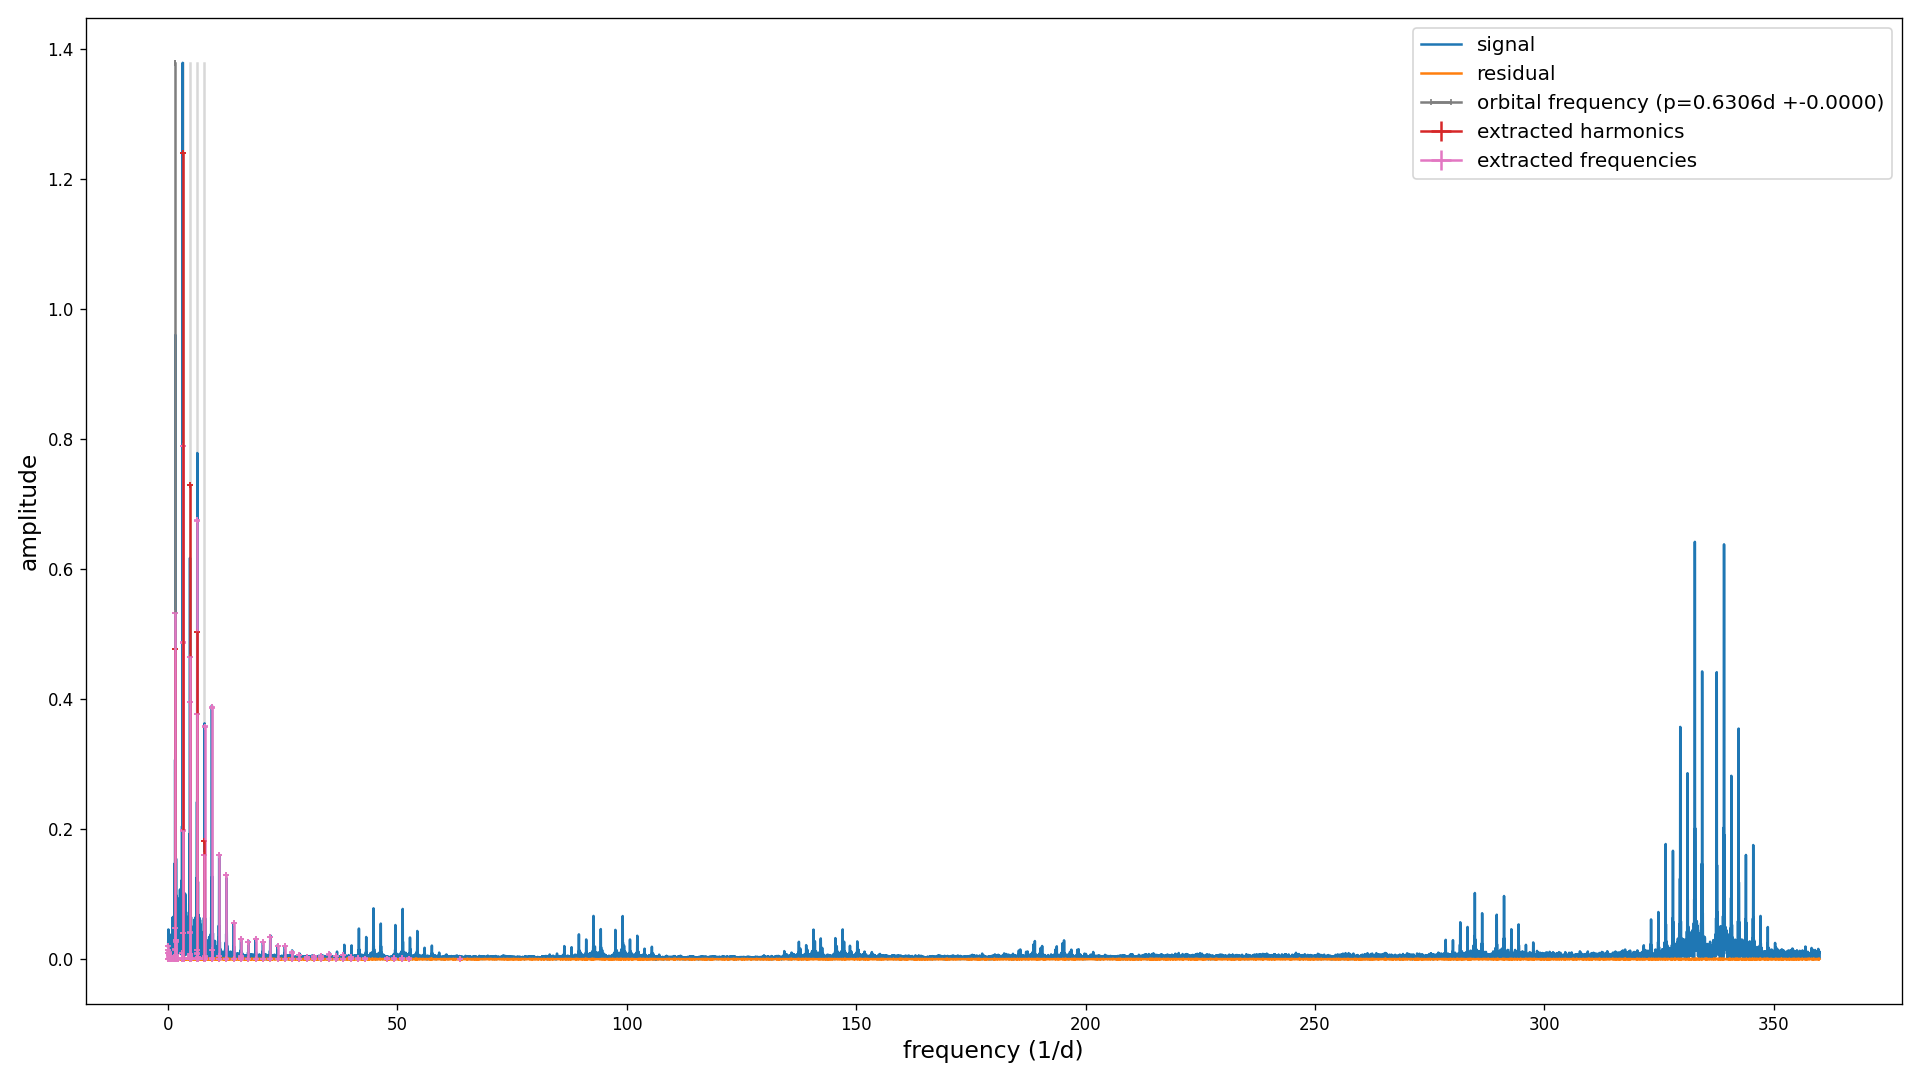 signal
residual
orbital frequency (p=0.6306d +-0.0000)
extracted harmonics
extracted frequencies
amplitude
1.4
1.2
1.0
0.8
0.6
0.4
0.2
0.0
0
50
100
150
200
250
300
350
frequency (1/d)